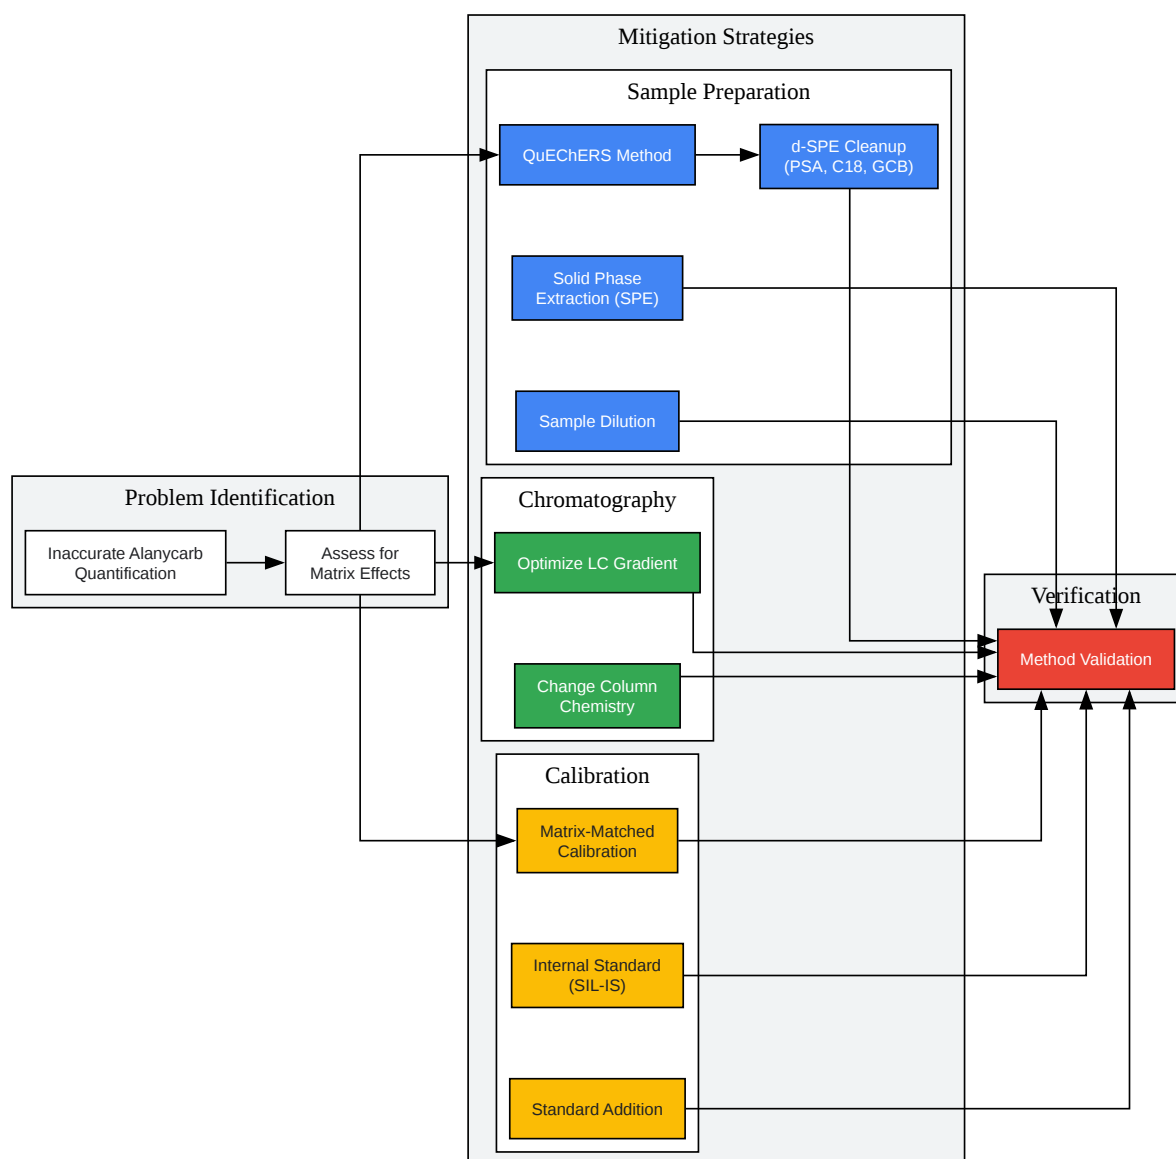 Mitigation Strategies
Sample Preparation
QuEChERS Method
d-SPE Cleanup
(PSA, C18, GCB)
Solid Phase
Extraction (SPE)
Sample Dilution
Problem Identification
Inaccurate Alanycarb
Quantification
Assess for
Matrix Effects
Chromatography
Optimize LC Gradient
Change Column
Chemistry
Verification
Method Validation
Calibration
Matrix-Matched
Calibration
Internal Standard
(SIL-IS)
Standard Addition